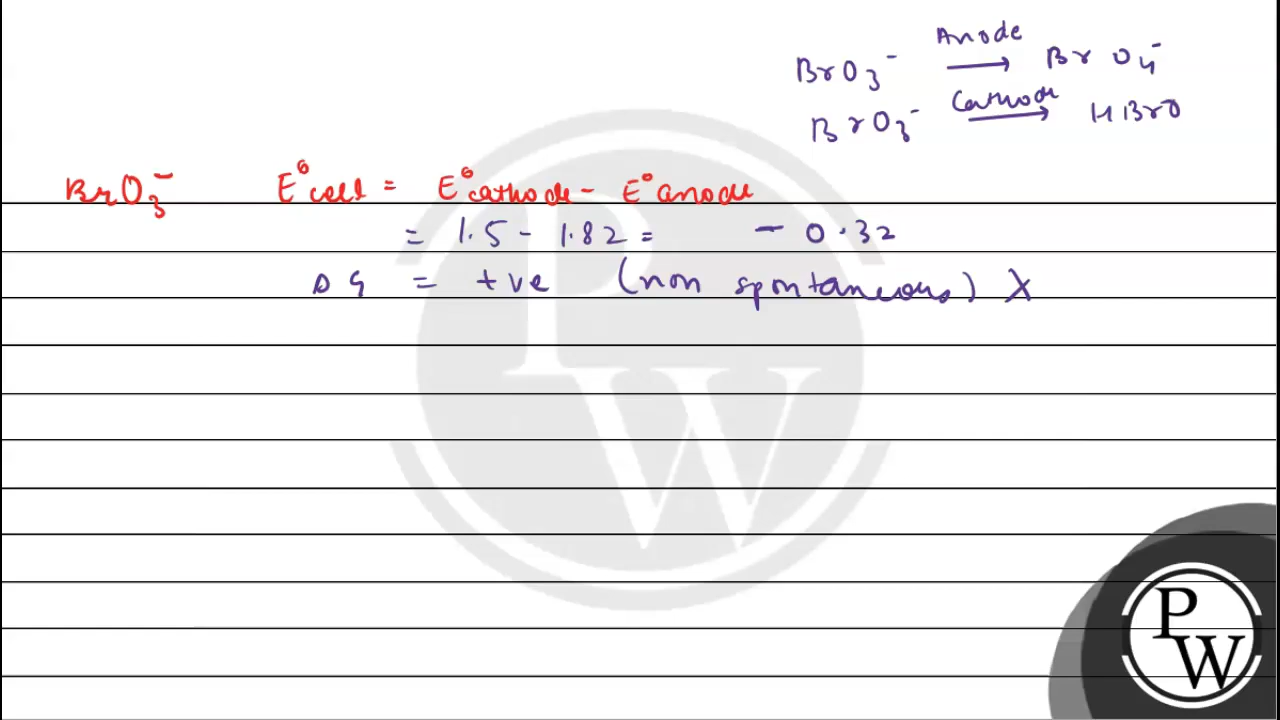 BrO₃⁻ Anode → BrO₄⁻
BrO₃⁻ Cathode → HBrO
BrO₃⁻ E°cell = E°cathode - E°anode
= 1.5 - 1.82 = - 0.32
ΔG = +ve (non spontaneous) X
PW
PW